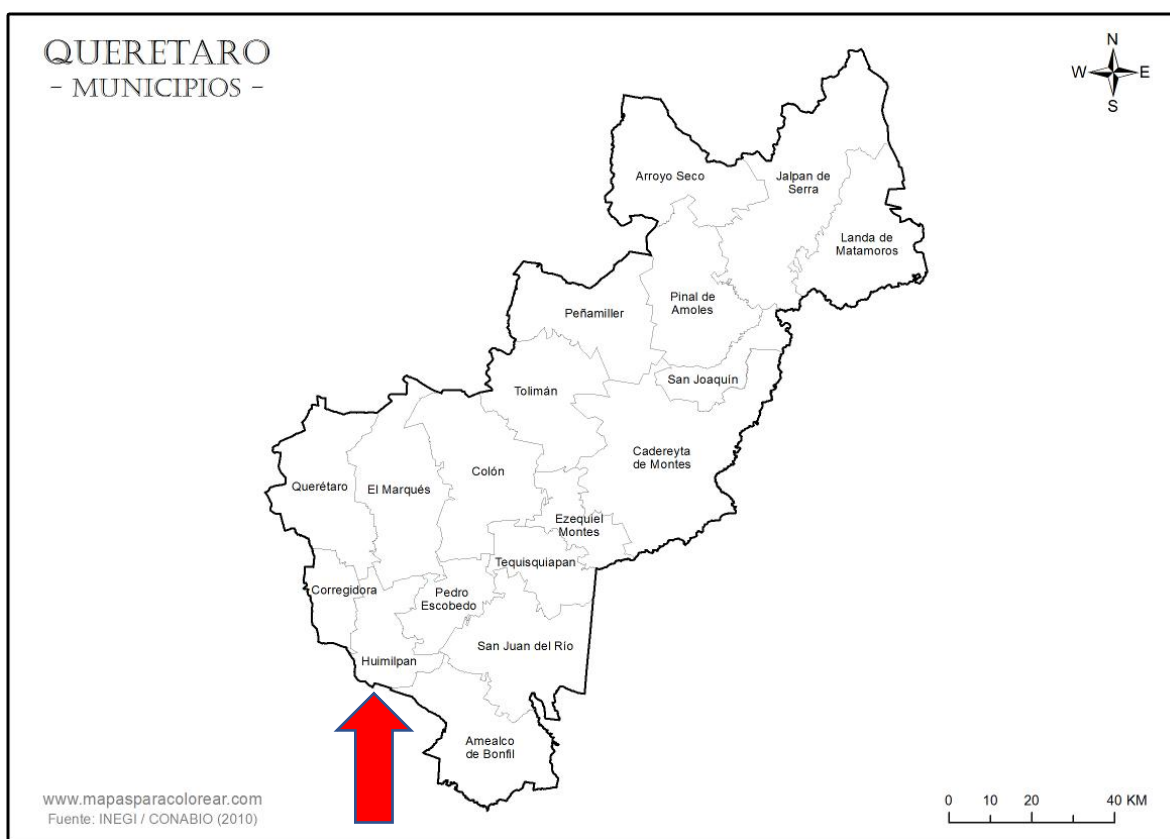 QUERETARO
- MUNICIPIOS -
N
W E
S
Arroyo Seco
Jalpan de
Serra
Landa de
Matamoros
Pinal de
Amoles
Peñamiller
San Joaquín
Tolimán
Cadereyta
de Montes
Colón
Querétaro
El Marqués
Ezequiel
Montes
Tequisquiapan
Corregidora
Pedro
Escobedo
San Juan del Río
Huimilpan
Amealco
de Bonfil
www.mapasparacolorear.com
Fuente: INEGI / CONABIO (2010)
0 10 20 40 KM